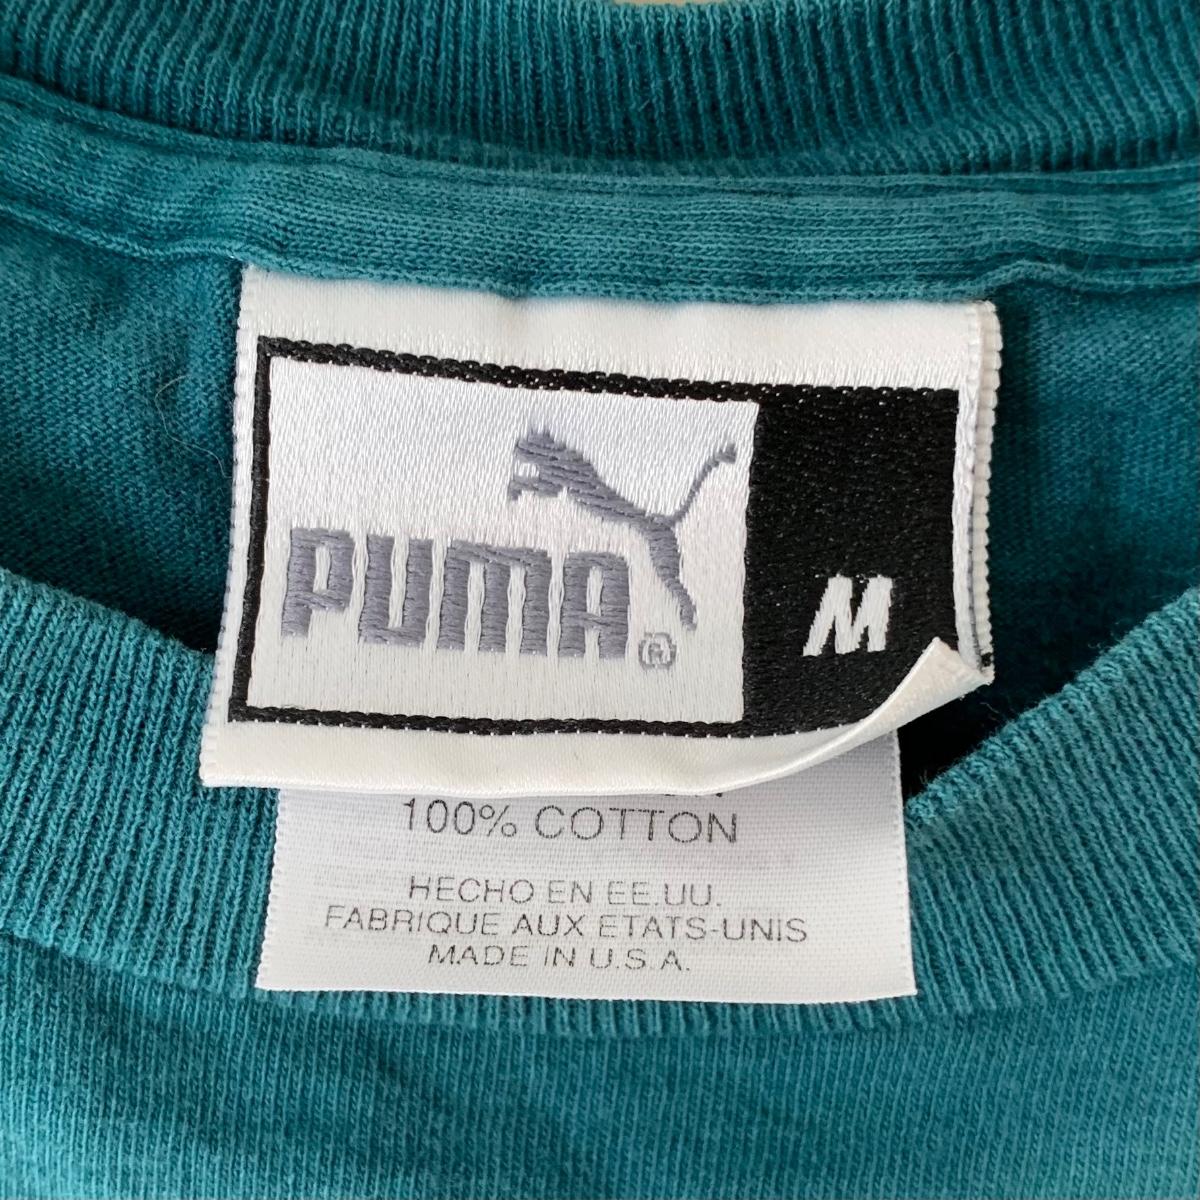 PUMA®
M
100% COTTON
HECHO EN EE.UU.
FABRIQUE AUX ETATS-UNIS
MADE IN U.S.A.